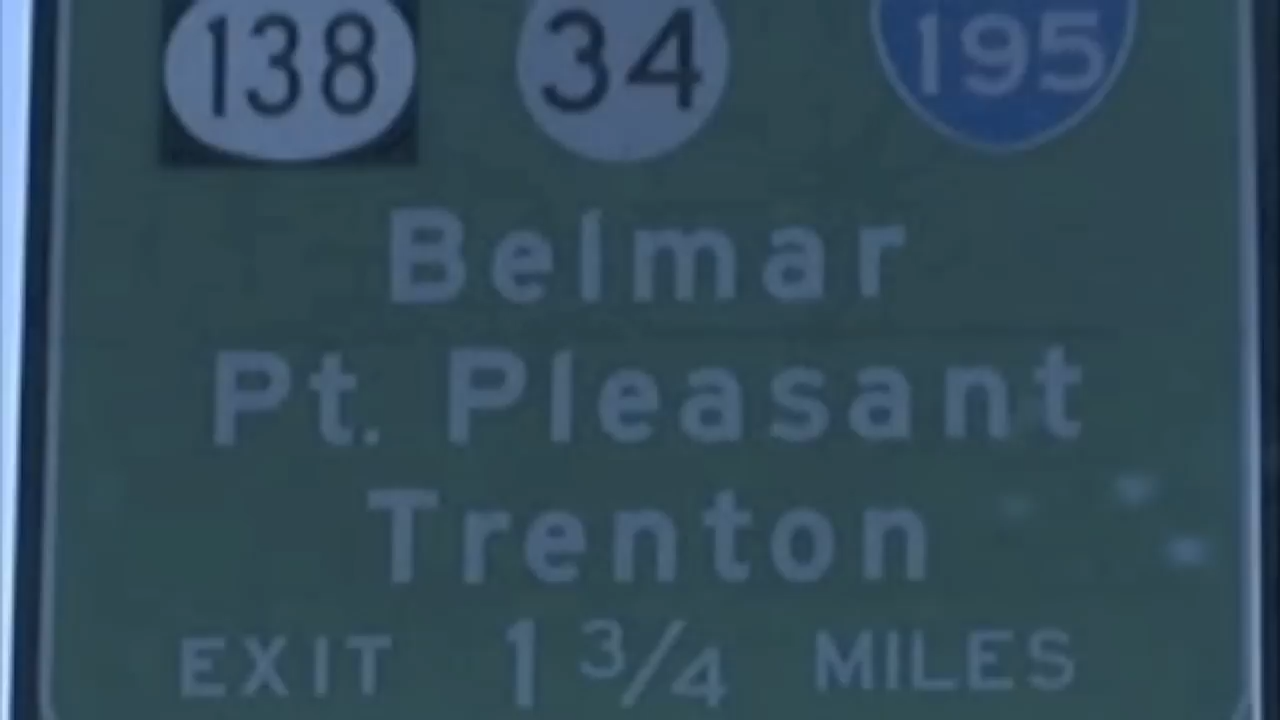 138 34 195
Belmar
Pt. Pleasant
Trenton
EXIT 1 3/4 MILES